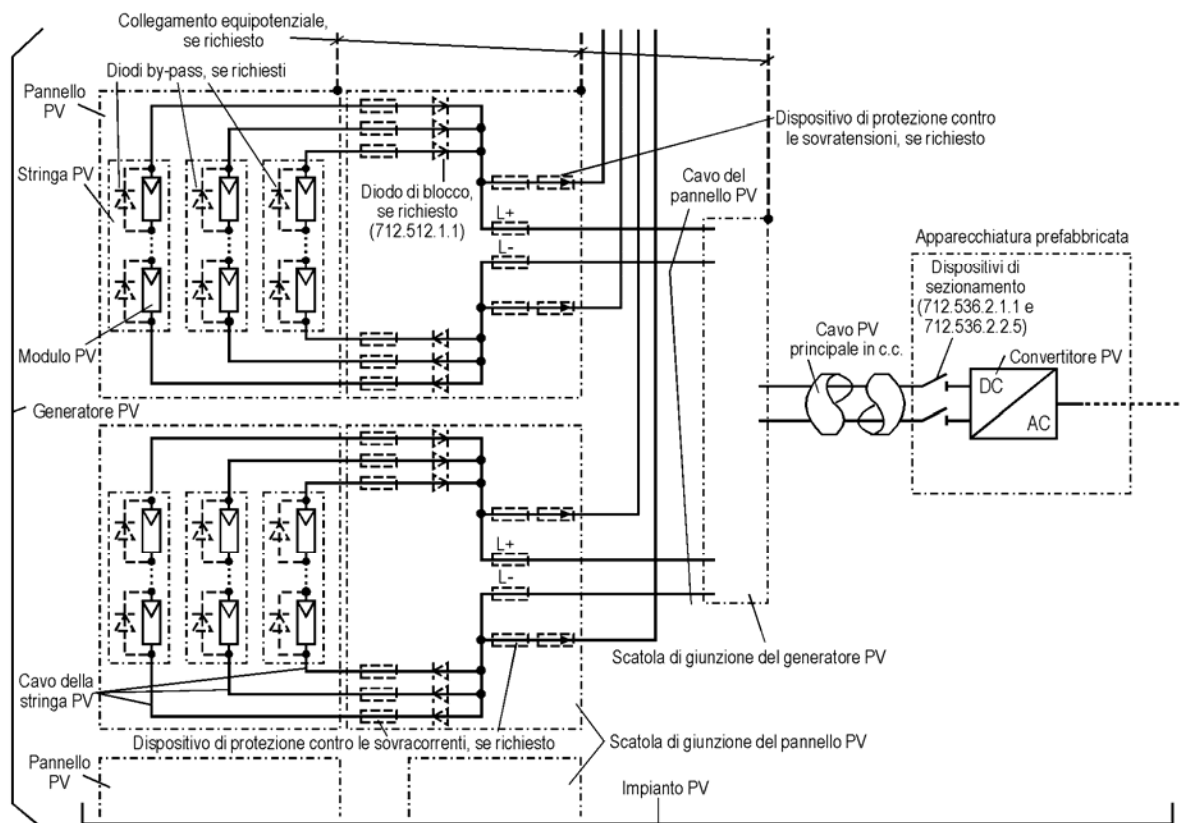 Collegamento equipotenziale,
se richiesto
Diodi by-pass, se richiesti
Pannello
PV
Dispositivo di protezione contro
le sovratensioni, se richiesto
Stringa PV
Diodo di blocco,
se richiesto
(712.512.1.1)
Cavo del
pannello PV
L+
L-
Apparecchiatura prefabbricata
Dispositivi di
sezionamento
(712.536.2.1.1 e
712.536.2.2.5)
Modulo PV
Cavo PV
principale in c.c.
Convertitore PV
DC
AC
Generatore PV
L+
L-
Scatola di giunzione del generatore PV
Cavo della
stringa PV
Dispositivo di protezione contro le sovracorrenti, se richiesto
Scatola di giunzione del pannello PV
Pannello
PV
Impianto PV